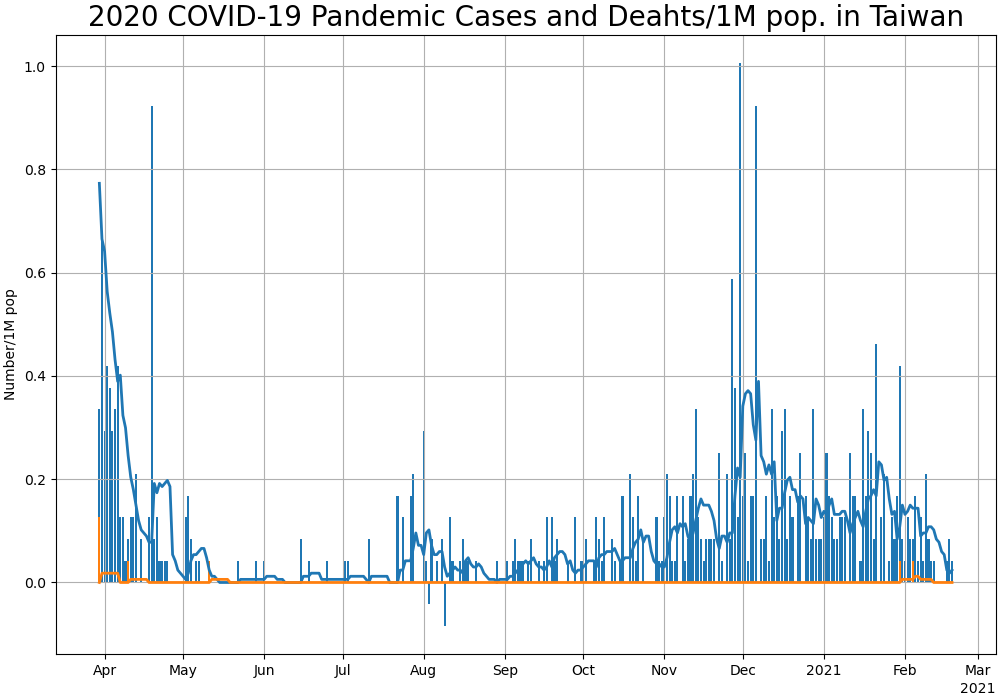 2020 COVID-19 Pandemic Cases and Deahts/1M pop. in Taiwan
Number/1M pop
1.0
0.8
0.6
0.4
0.2
0.0
Apr May Jun Jul Aug Sep Oct Nov Dec 2021 Feb Mar
2021